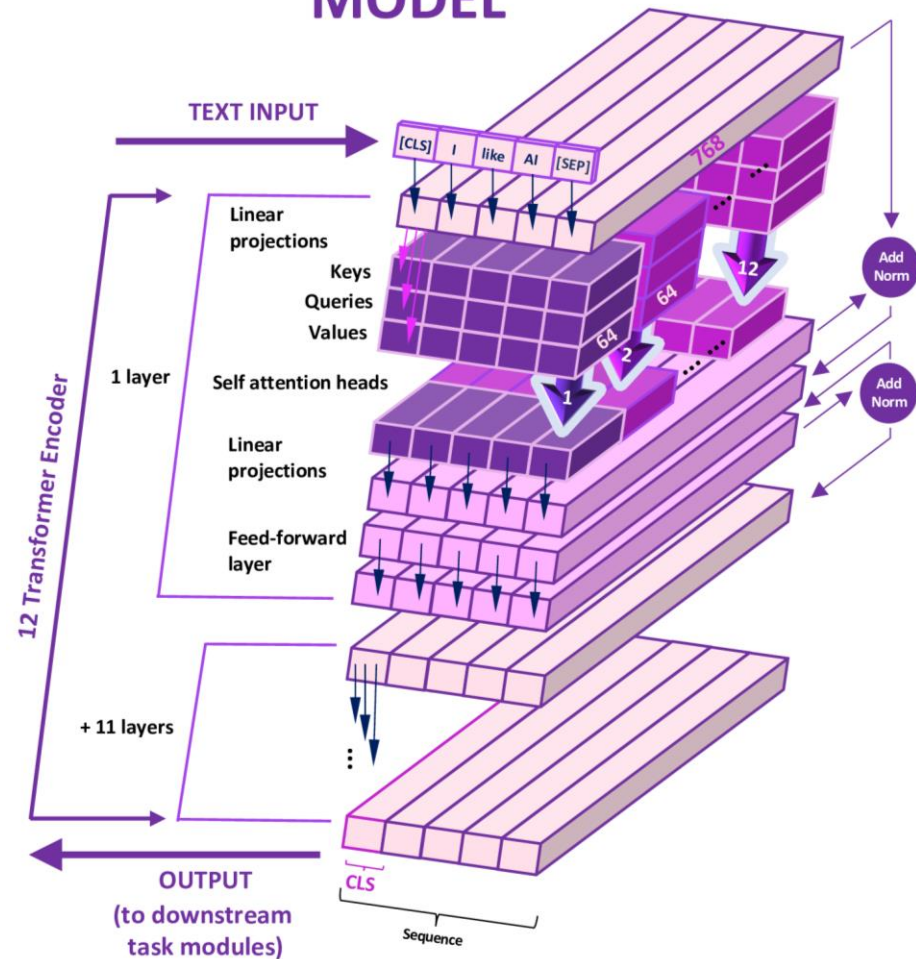 MODEL
TEXT INPUT
[CLS] I like AI [SEP]
768
Linear
projections
Keys
Queries
Values
64
64
12
Add
Norm
2
1
1 layer
Self attention heads
Add
Norm
Linear
projections
Feed-forward
layer
12 Transformer Encoder
+ 11 layers
...
OUTPUT
(to downstream
task modules)
CLS
Sequence